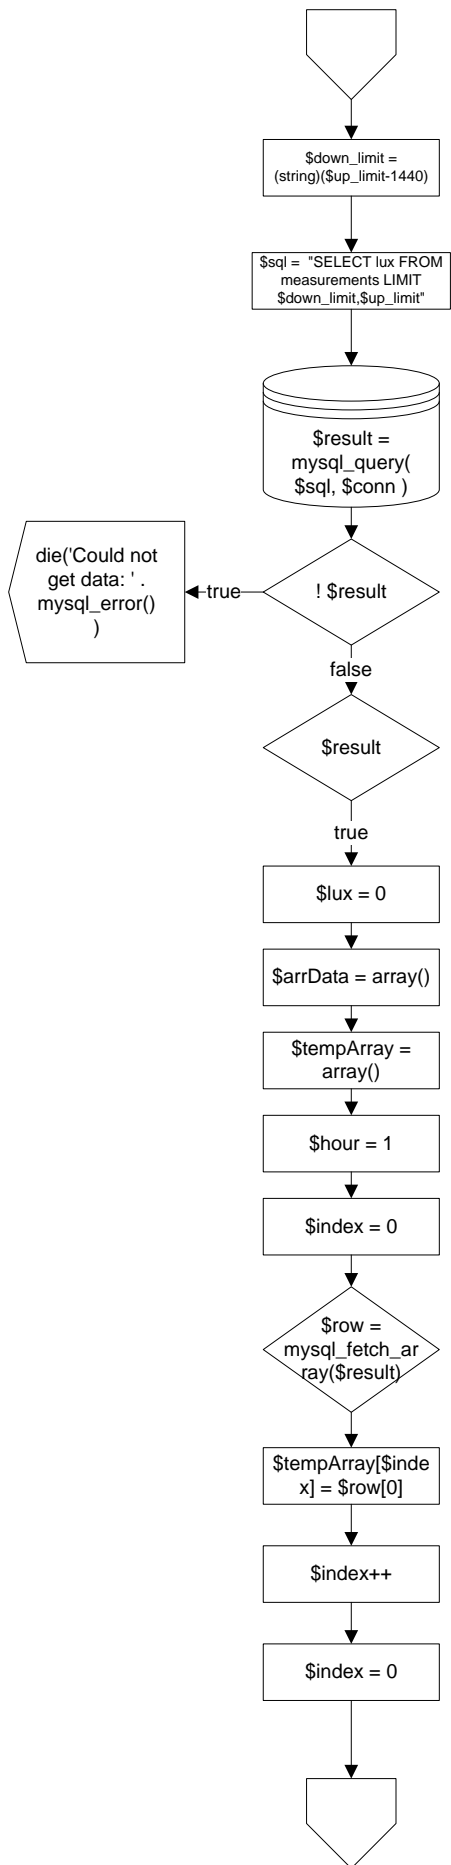 $down_limit =
(string)($up_limit-1440)
$sql =  "SELECT lux FROM
measurements LIMIT
$down_limit,$up_limit"
$result =
mysql_query(
$sql, $conn )
die('Could not
get data: ' .
mysql_error()
)
true
! $result
false
$result
true
$lux = 0
$arrData = array()
$tempArray =
array()
$hour = 1
$index = 0
$row =
mysql_fetch_ar
ray($result)
$tempArray[$inde
x] = $row[0]
$index++
$index = 0